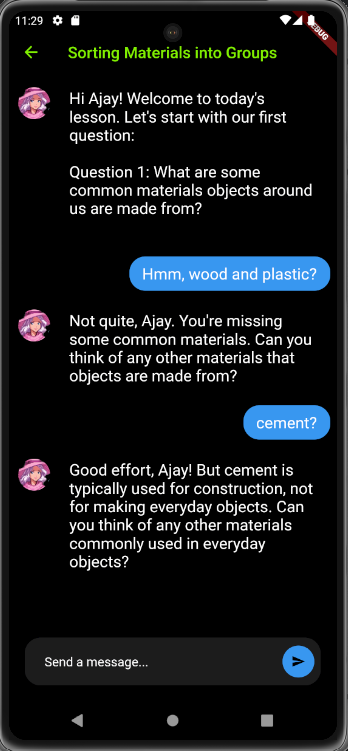 11:29
DEBUG
Sorting Materials into Groups
Hi Ajay! Welcome to today's
lesson. Let's start with our first
question:
Question 1: What are some
common materials objects around
us are made from?
Hmm, wood and plastic?
Not quite, Ajay. You're missing
some common materials. Can you
think of any other materials that
objects are made from?
cement?
Good effort, Ajay! But cement is
typically used for construction, not
for making everyday objects. Can
you think of any other materials
commonly used in everyday
objects?
Send a message...